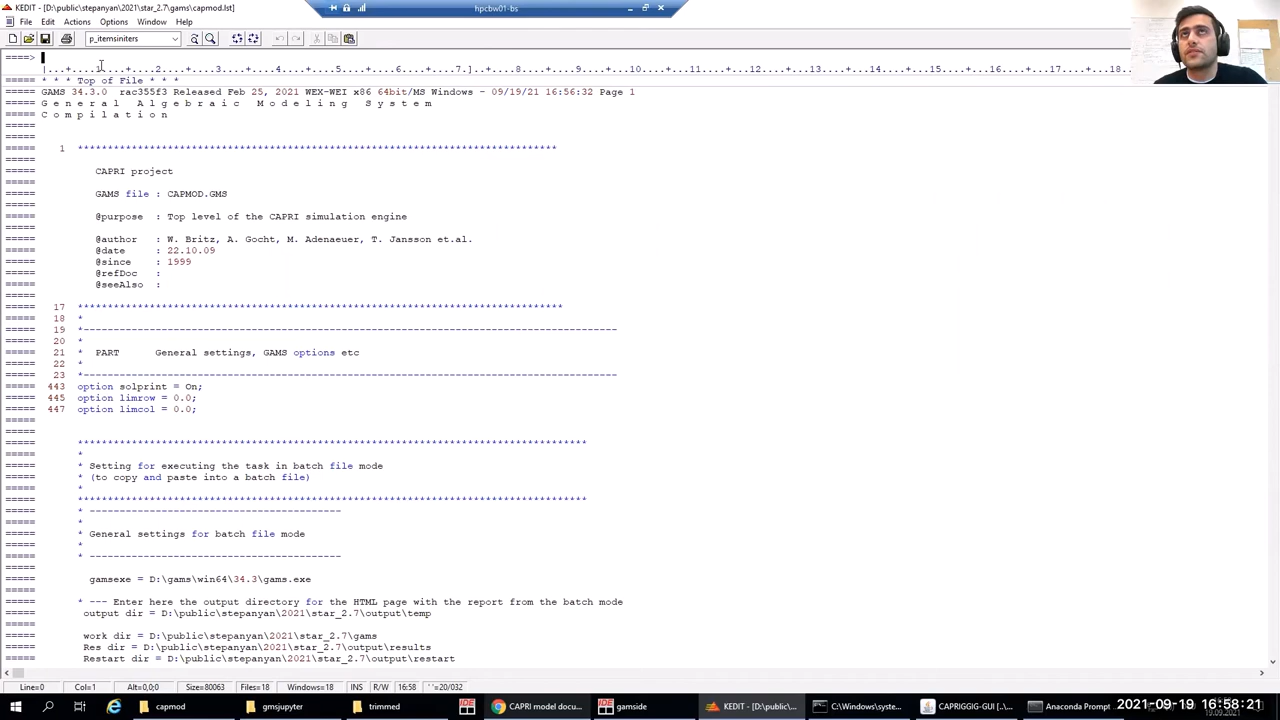 KEDIT - [D:\public\stepanyan\2021\star_2.7\gams\capmod.lst]
hpcbw01-bs
File Edit Actions Options Window Help
p_itemsiniters
====>
* * * Top of File * * *
GAMS 34.3.0 rac355f3 Released Feb 25, 2021 WEX-WEI x86 64bit/MS Windows - 09/19/21 16:56:32 Page 1
G e n e r a l A l g e b r a i c M o d e l i n g S y s t e m
C o m p i l a t i o n
1
CAPRI project
GAMS file : CAPMOD.GMS
@purpose : Top level of the CAPRI simulation engine
@author : W. Britz, A. Gocht, M. Adenaeuer, T. Jansson et.al.
@date : 22.10.09
@since : 1999
@refDoc :
@seeAlso :
17
18 *
19
20 *
21 * PART General settings, GAMS options etc
22 *
23
443 option solprint = On;
445 option limrow = 0.0;
447 option limcol = 0.0;
*
* Setting for executing the task in batch file mode
* (to copy and paste into a batch file)
*
* ------------------------------------------
*
* General settings for batch file mode
*
* ------------------------------------------
gamsexe = D:\gams\win64\34.3\gams.exe
* --- Enter here the output directory for the HTML page with the report from the batch mode
output dir = D:\public\stepanyan\2021\star_2.7\output\temp
work dir = D:\public\stepanyan\2021\star_2.7\gams
Res dir = D:\public\stepanyan\2021\star_2.7\output\results
Restart dir = D:\public\stepanyan\2021\star_2.7\output\restart
Line=0 Col=1 Alt=0,0;0 Size=80063 Files=18 Windows=18 INS R/W 16:58 ' '=20/032
capmod gmsjupyter trimmed CAPRI model docu... gamside KEDIT - [D:\public\... C:\Windows\syste... CAPRIGGIG-GUI [..\... Anaconda Prompt
2021-09-19 16:58:21